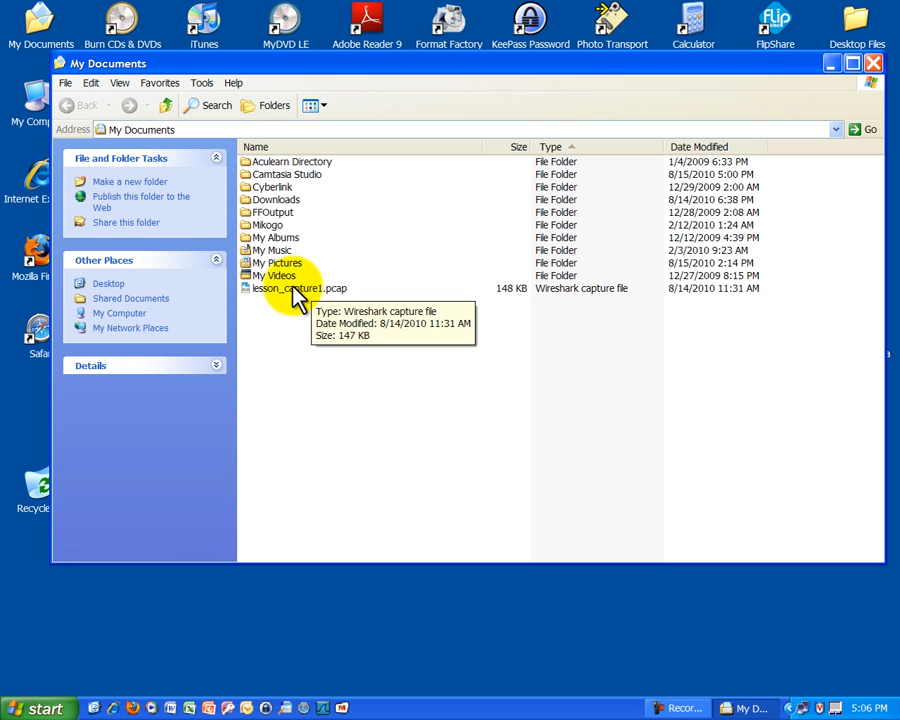 My Documents Burn CDs & DVDs iTunes MyDVD LE Adobe Reader 9 Format Factory KeePass Password Photo Transport Calculator FlipShare Desktop Files
My Documents
File Edit View Favorites Tools Help
Back Search Folders
Address My Documents Go
Name Size Type Date Modified
File and Folder Tasks
Make a new folder
Publish this folder to the
Web
Share this folder
Other Places
Desktop
Shared Documents
My Computer
My Network Places
Details
Aculearn Directory File Folder 1/4/2009 6:33 PM
Camtasia Studio File Folder 8/15/2010 5:00 PM
Cyberlink File Folder 12/29/2009 2:00 AM
Downloads File Folder 8/14/2010 6:38 PM
FFOutput File Folder 12/28/2009 2:08 AM
Mikogo File Folder 2/12/2010 1:24 AM
My Albums File Folder 12/12/2009 4:39 PM
My Music File Folder 2/3/2010 9:23 AM
My Pictures File Folder 8/15/2010 2:14 PM
My Videos File Folder 12/27/2009 8:15 PM
lesson_capture1.pcap 148 KB Wireshark capture file 8/14/2010 11:31 AM
Type: Wireshark capture file
Date Modified: 8/14/2010 11:31 AM
Size: 147 KB
My Comp
Internet Ex
Mozilla Fir
Safa
Recycle
start Recor... My D... 5:06 PM